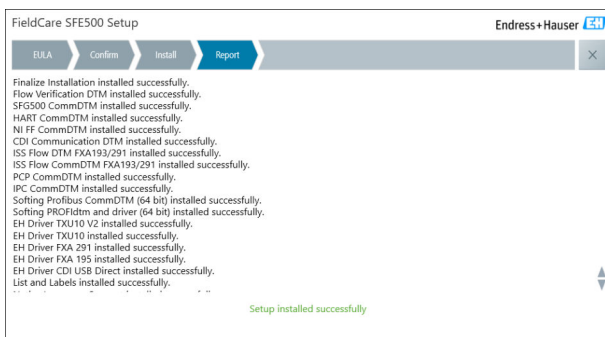 FieldCare SFE500 Setup
Endress+Hauser EH
EULA
Confirm
Install
Report
Finalize Installation installed successfully.
Flow Verification DTM installed successfully.
SFG500 CommDTM installed successfully.
HART CommDTM installed successfully.
NI FF CommDTM installed successfully.
CDI Communication DTM installed successfully.
ISS Flow DTM FXA193/291 installed successfully.
ISS Flow CommDTM FXA193/291 installed successfully.
PCP CommDTM installed successfully.
IPC CommDTM installed successfully.
Softing Profibus CommDTM (64 bit) installed successfully.
Softing PROFIdtm and driver (64 bit) installed successfully.
EH Driver TXU10 V2 installed successfully.
EH Driver TXU10 installed successfully.
EH Driver FXA 291 installed successfully.
EH Driver FXA 195 installed successfully.
EH Driver CDI USB Direct installed successfully.
List and Labels installed successfully.
Setup installed successfully